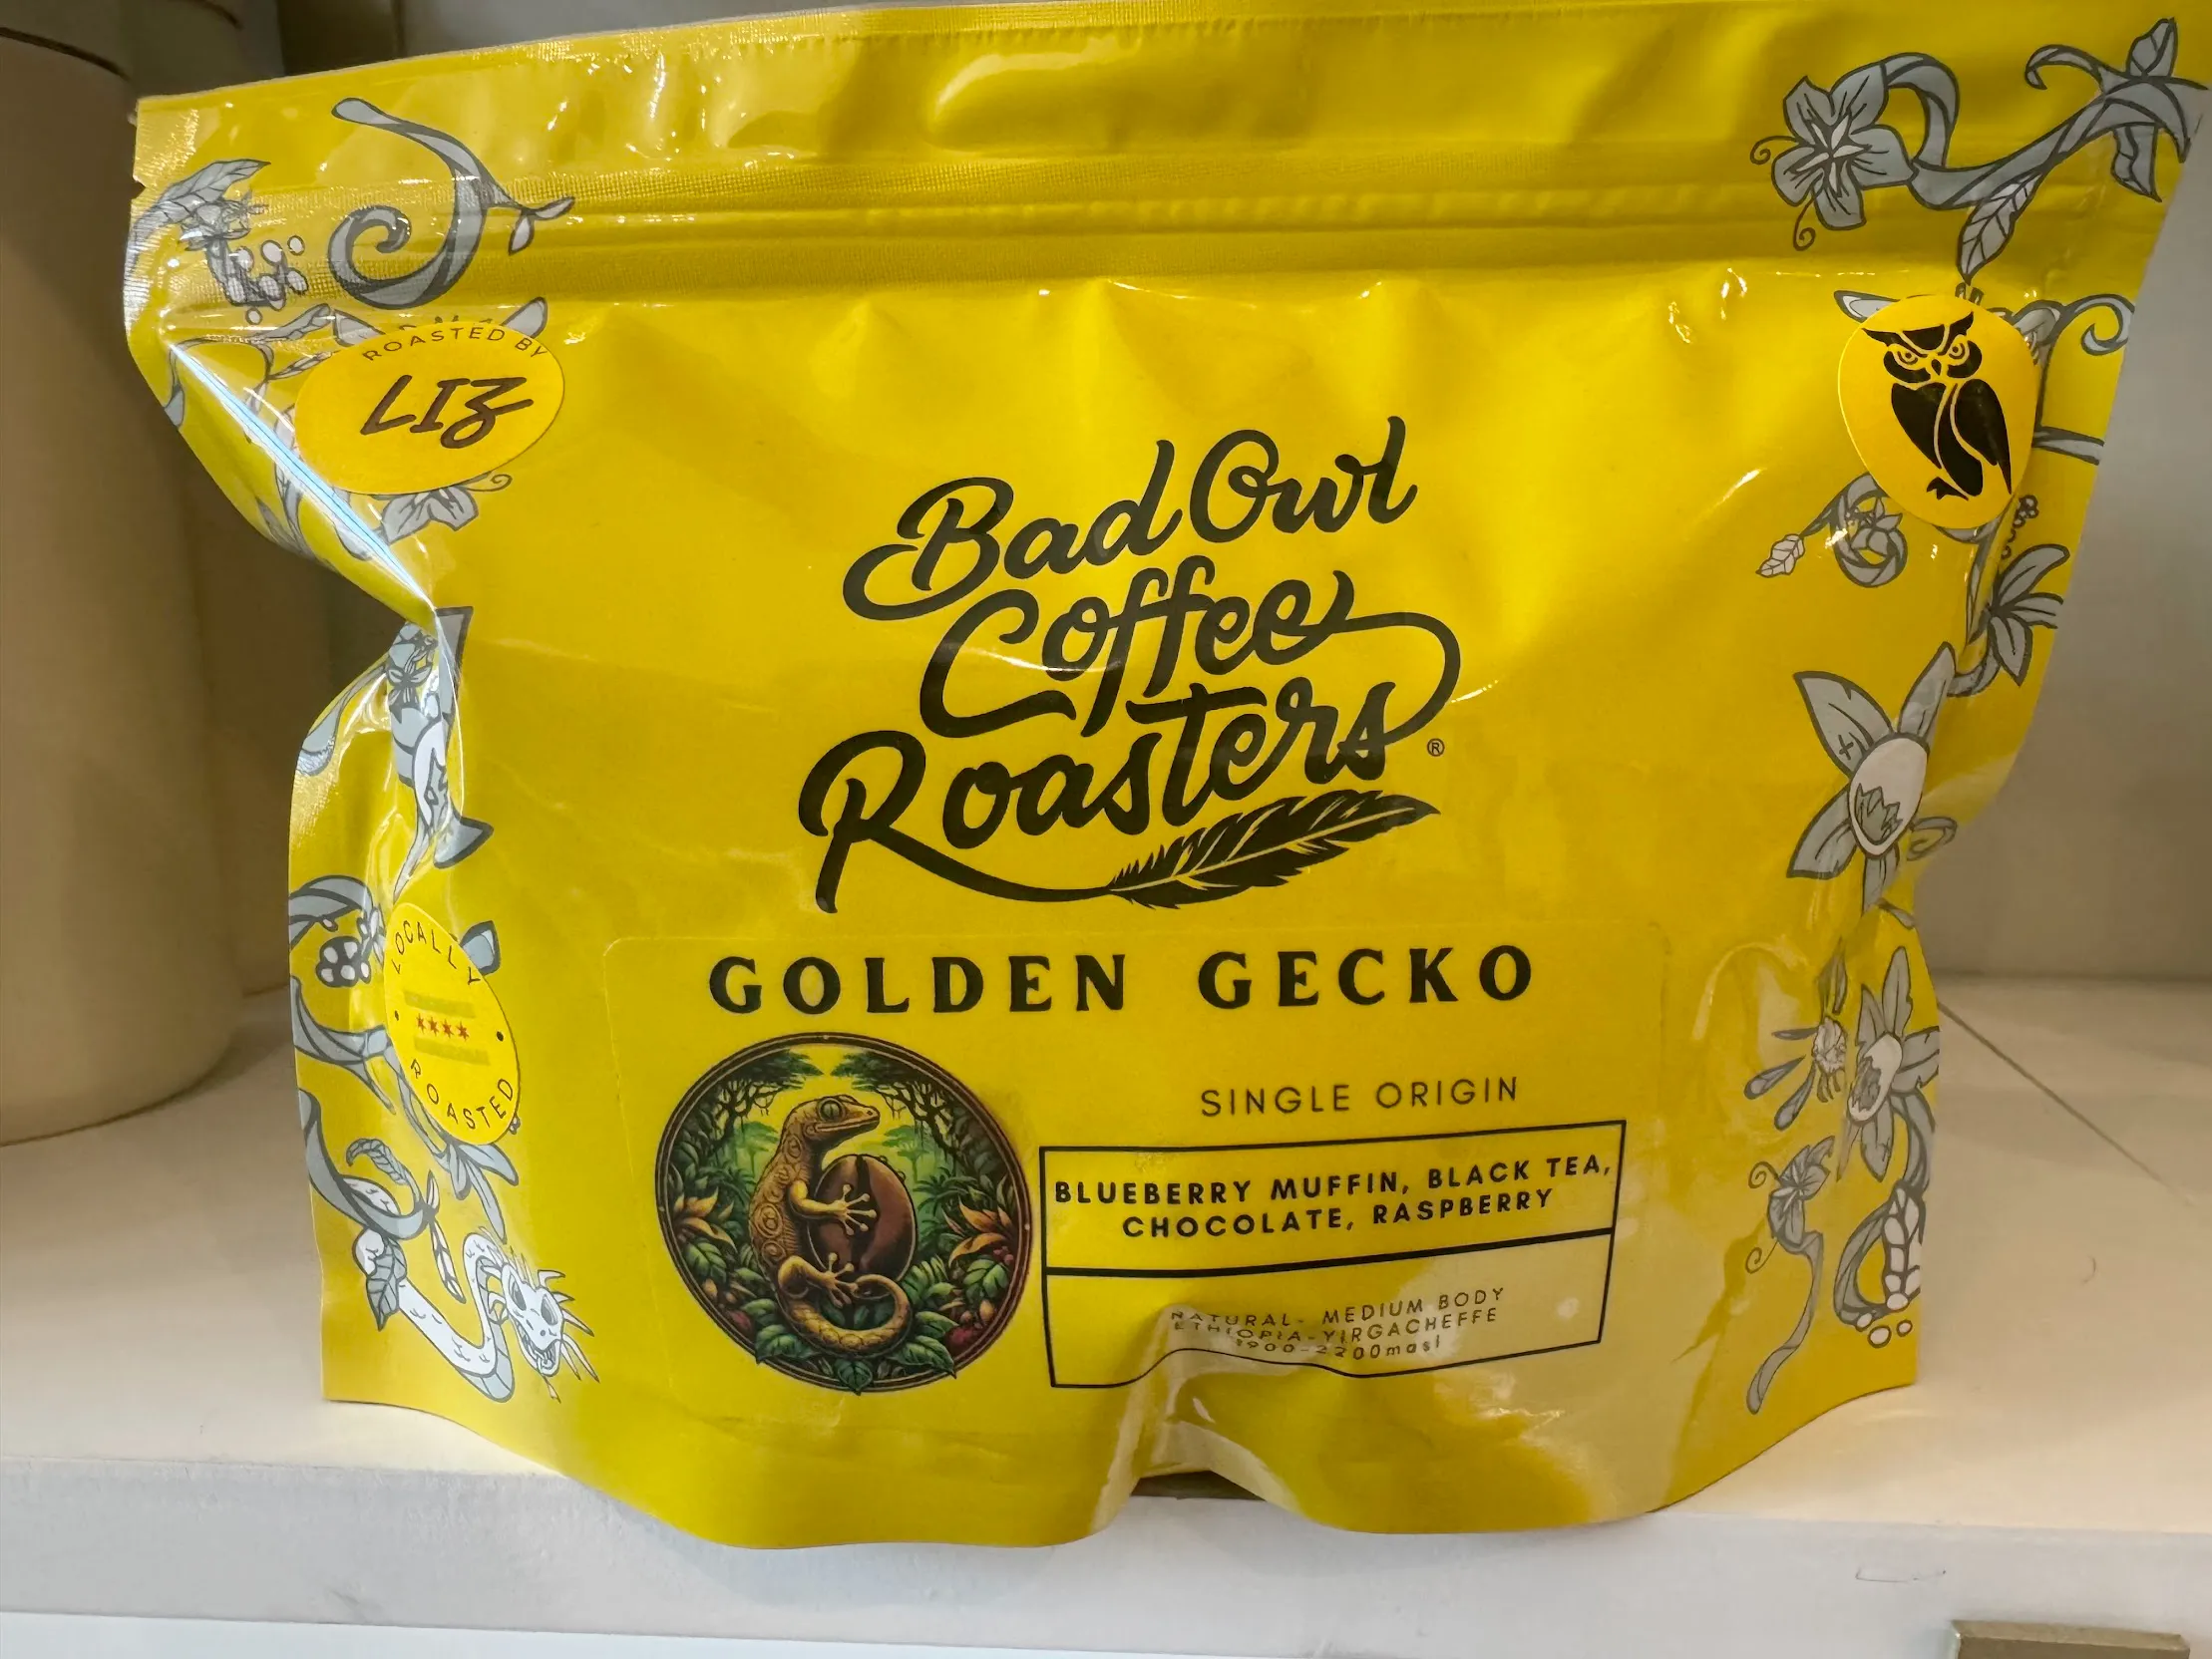 ROASTED BY
LIZ
Bad Owl
Coffee
Roasters®
GOLDEN GECKO
LOCALLY
ROASTED
SINGLE ORIGIN
BLUEBERRY MUFFIN, BLACK TEA,
CHOCOLATE, RASPBERRY
NATURAL- MEDIUM BODY
ETHIOPIA-YIRGACHEFFE
1900-2200masl